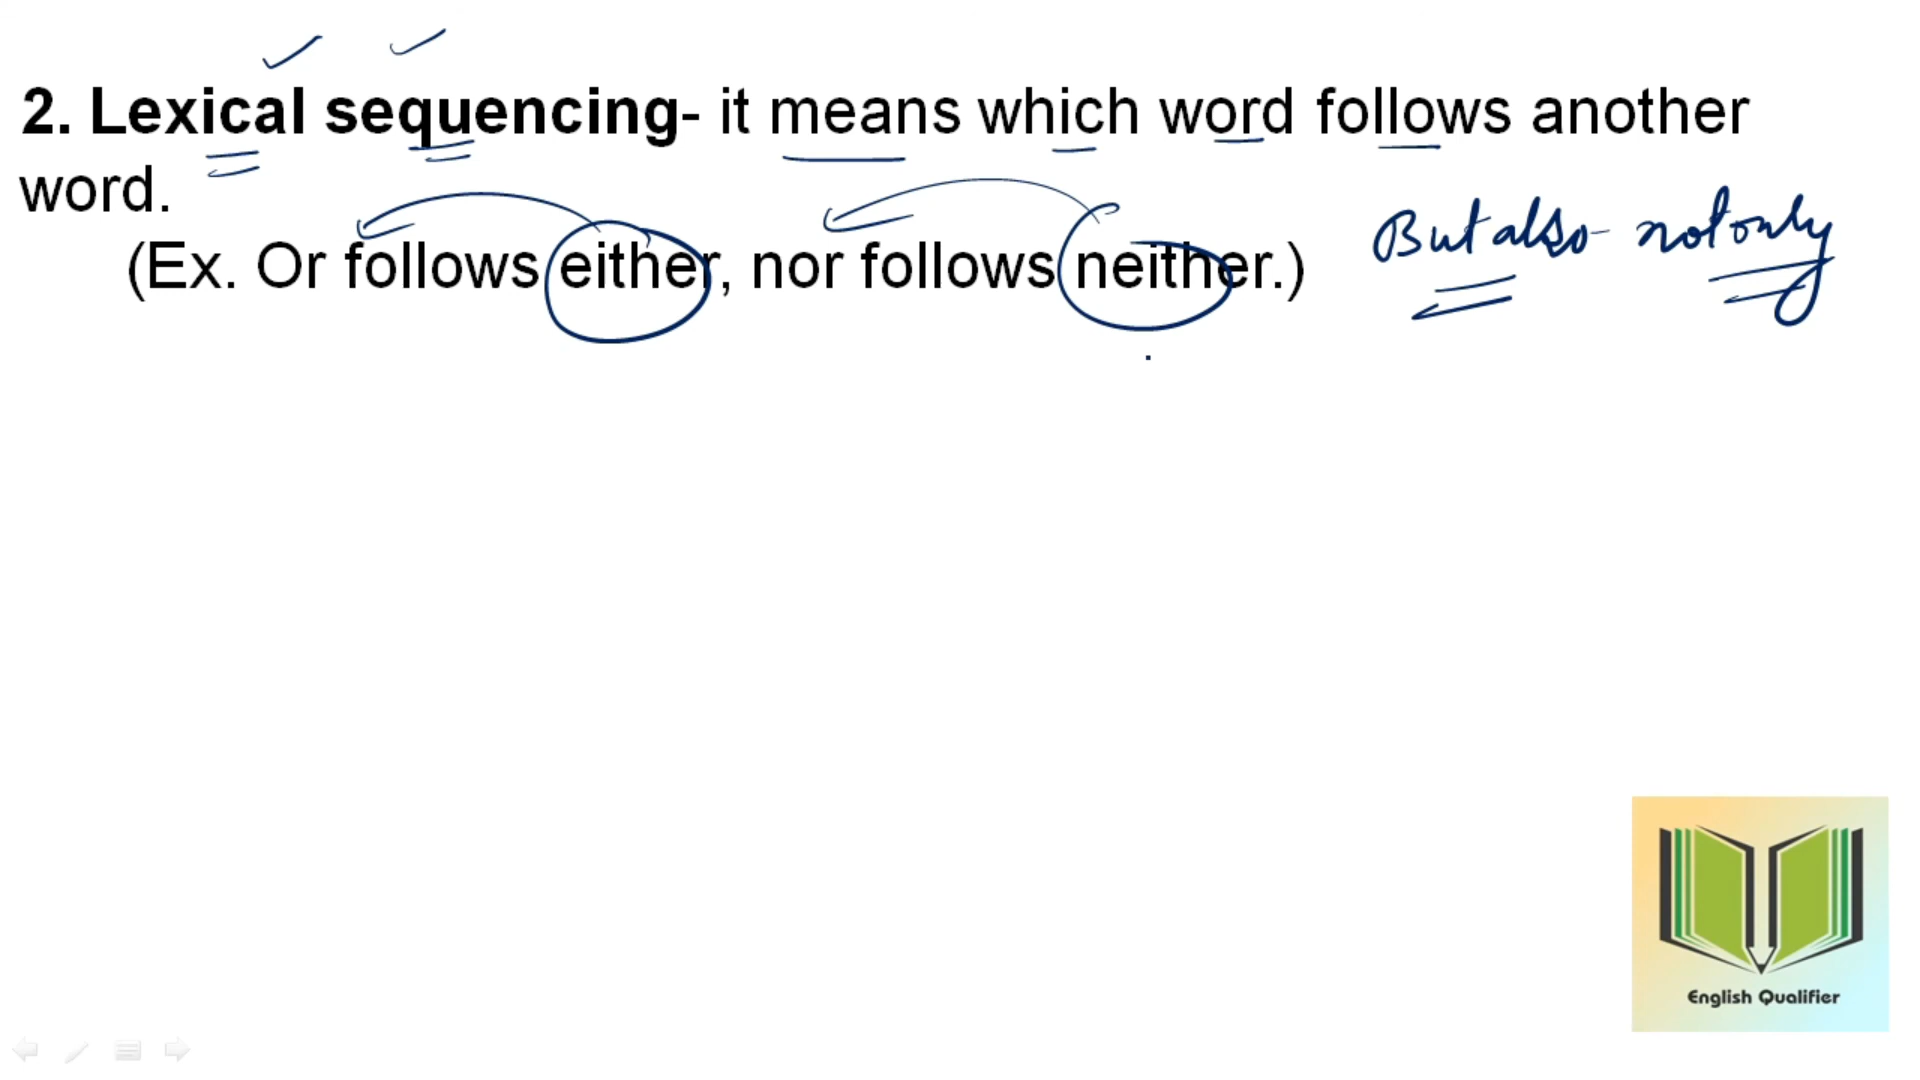 2. Lexical sequencing- it means which word follows another
word.
(Ex. Or follows either, nor follows neither.)
But also - not only
English Qualifier